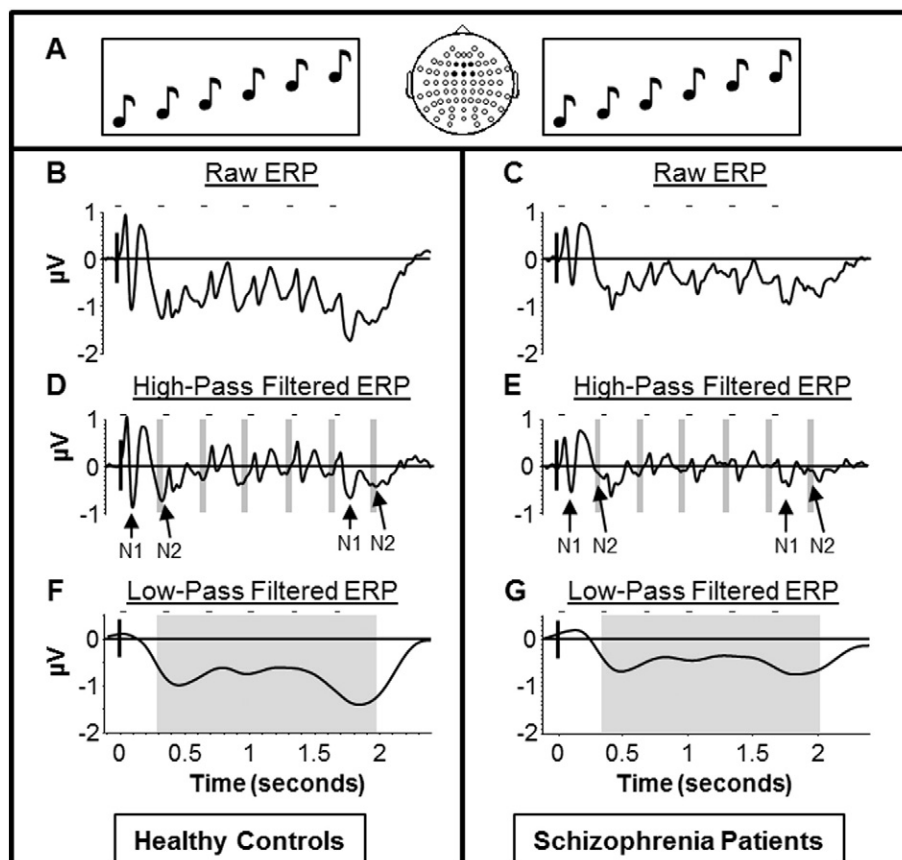 A
B
Raw ERP
1
0
-1
-2
µV
C
Raw ERP
1
0
-1
-2
D
High-Pass Filtered ERP
1
0
-1
µV
N1
N2
N1
N2
E
High-Pass Filtered ERP
1
0
-1
N1
N2
N1
N2
F
Low-Pass Filtered ERP
0
-1
-2
µV
0 0.5 1 1.5 2
Time (seconds)
Healthy Controls
G
Low-Pass Filtered ERP
0
-1
-2
0 0.5 1 1.5 2
Time (seconds)
Schizophrenia Patients